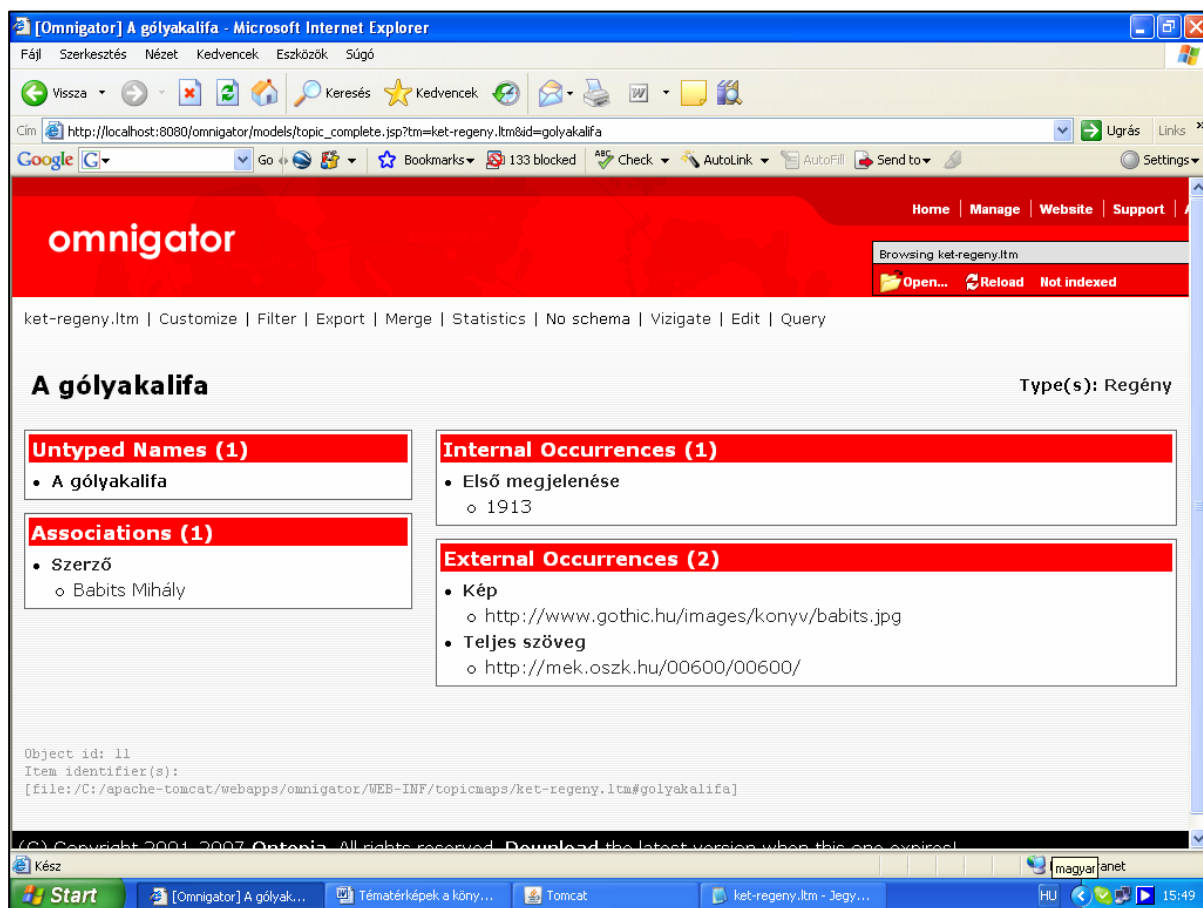 [Omnigator] A gólyakalifa - Microsoft Internet Explorer
Fájl Szerkesztés Nézet Kedvencek Eszközök Súgó
Vissza Keresés Kedvencek
Cím http://localhost:8080/omnigator/models/topic_complete.jsp?tm=ket-regeny.ltm&id=golyakalifa Ugrás Links »
Google G Go Bookmarks 133 blocked ABC Check AutoLink AutoFill Send to Settings
Home | Manage | Website | Support |
omnigator
Browsing ket-regeny.ltm
Open... Reload Not indexed
ket-regeny.ltm | Customize | Filter | Export | Merge | Statistics | No schema | Vizigate | Edit | Query
A gólyakalifa
Type(s): Regény
Untyped Names (1)
• A gólyakalifa
Associations (1)
• Szerző
o Babits Mihály
Internal Occurrences (1)
• Első megjelenése
o 1913
External Occurrences (2)
• Kép
o http://www.gothic.hu/images/konyv/babits.jpg
• Teljes szöveg
o http://mek.oszk.hu/00600/00600/
Object id: 11
Item identifier(s):
[file:/C:/apache-tomcat/webapps/omnigator/WEB-INF/topicmaps/ket-regeny.ltm#golyakalifa]
(C) Copyright 2001-2007 Ontopia. All rights reserved. Download the latest version when this one expires!
Kész magyar anet
Start [Omnigator] A gólyak... Tématérképek a köny... Tomcat ket-regeny.ltm - Jegy... HU 15:49